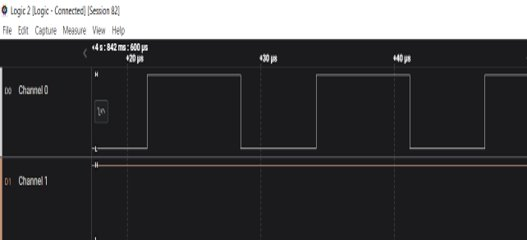 Logic 2 [Logic - Connected] [Session 82]
File Edit Capture Measure View Help
+4 s : 842 ms : 600 µs
+20 µs +30 µs +40 µs
H
D0 Channel 0
L
H
D1 Channel 1
L